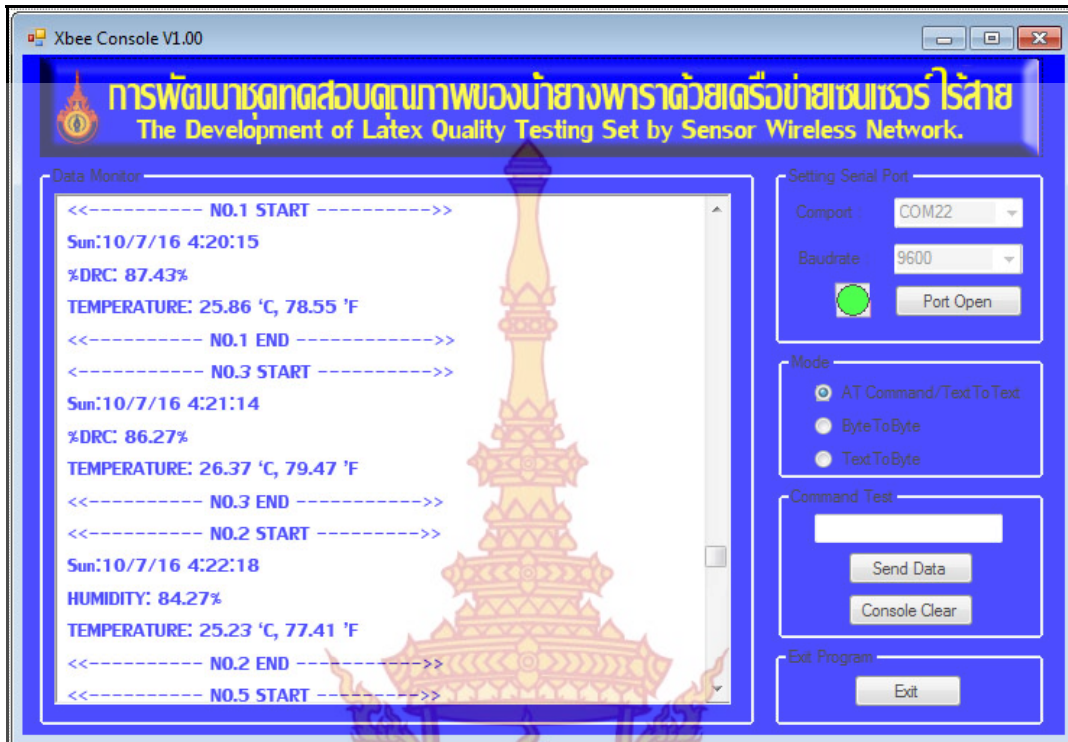 Xbee Console V1.00
การพัฒนาชุดทดสอบคุณภาพของน้ำยางพาราด้วยเครือข่ายเซนเซอร์ ไร้สาย
The Development of Latex Quality Testing Set by Sensor Wireless Network.
Data Monitor
<<---------- NO.1 START ---------->>
Sun:10/7/16 4:20:15
%DRC: 87.43%
TEMPERATURE: 25.86 'C, 78.55 'F
<<---------- NO.1 END ------------>>
<---------- NO.3 START ---------->>
Sun:10/7/16 4:21:14
%DRC: 86.27%
TEMPERATURE: 26.37 'C, 79.47 'F
<<---------- NO.3 END ----------->>
<<---------- NO.2 START --------->>
Sun:10/7/16 4:22:18
HUMIDITY: 84.27%
TEMPERATURE: 25.23 'C, 77.41 'F
<<---------- NO.2 END ----------->>
<<---------- NO.5 START --------->>
Setting Serial Port
Comport : COM22
Baudrate : 9600
Port Open
Mode
AT Command/TextToText
ByteToByte
TextToByte
Command Test
Send Data
Console Clear
Exit Program
Exit